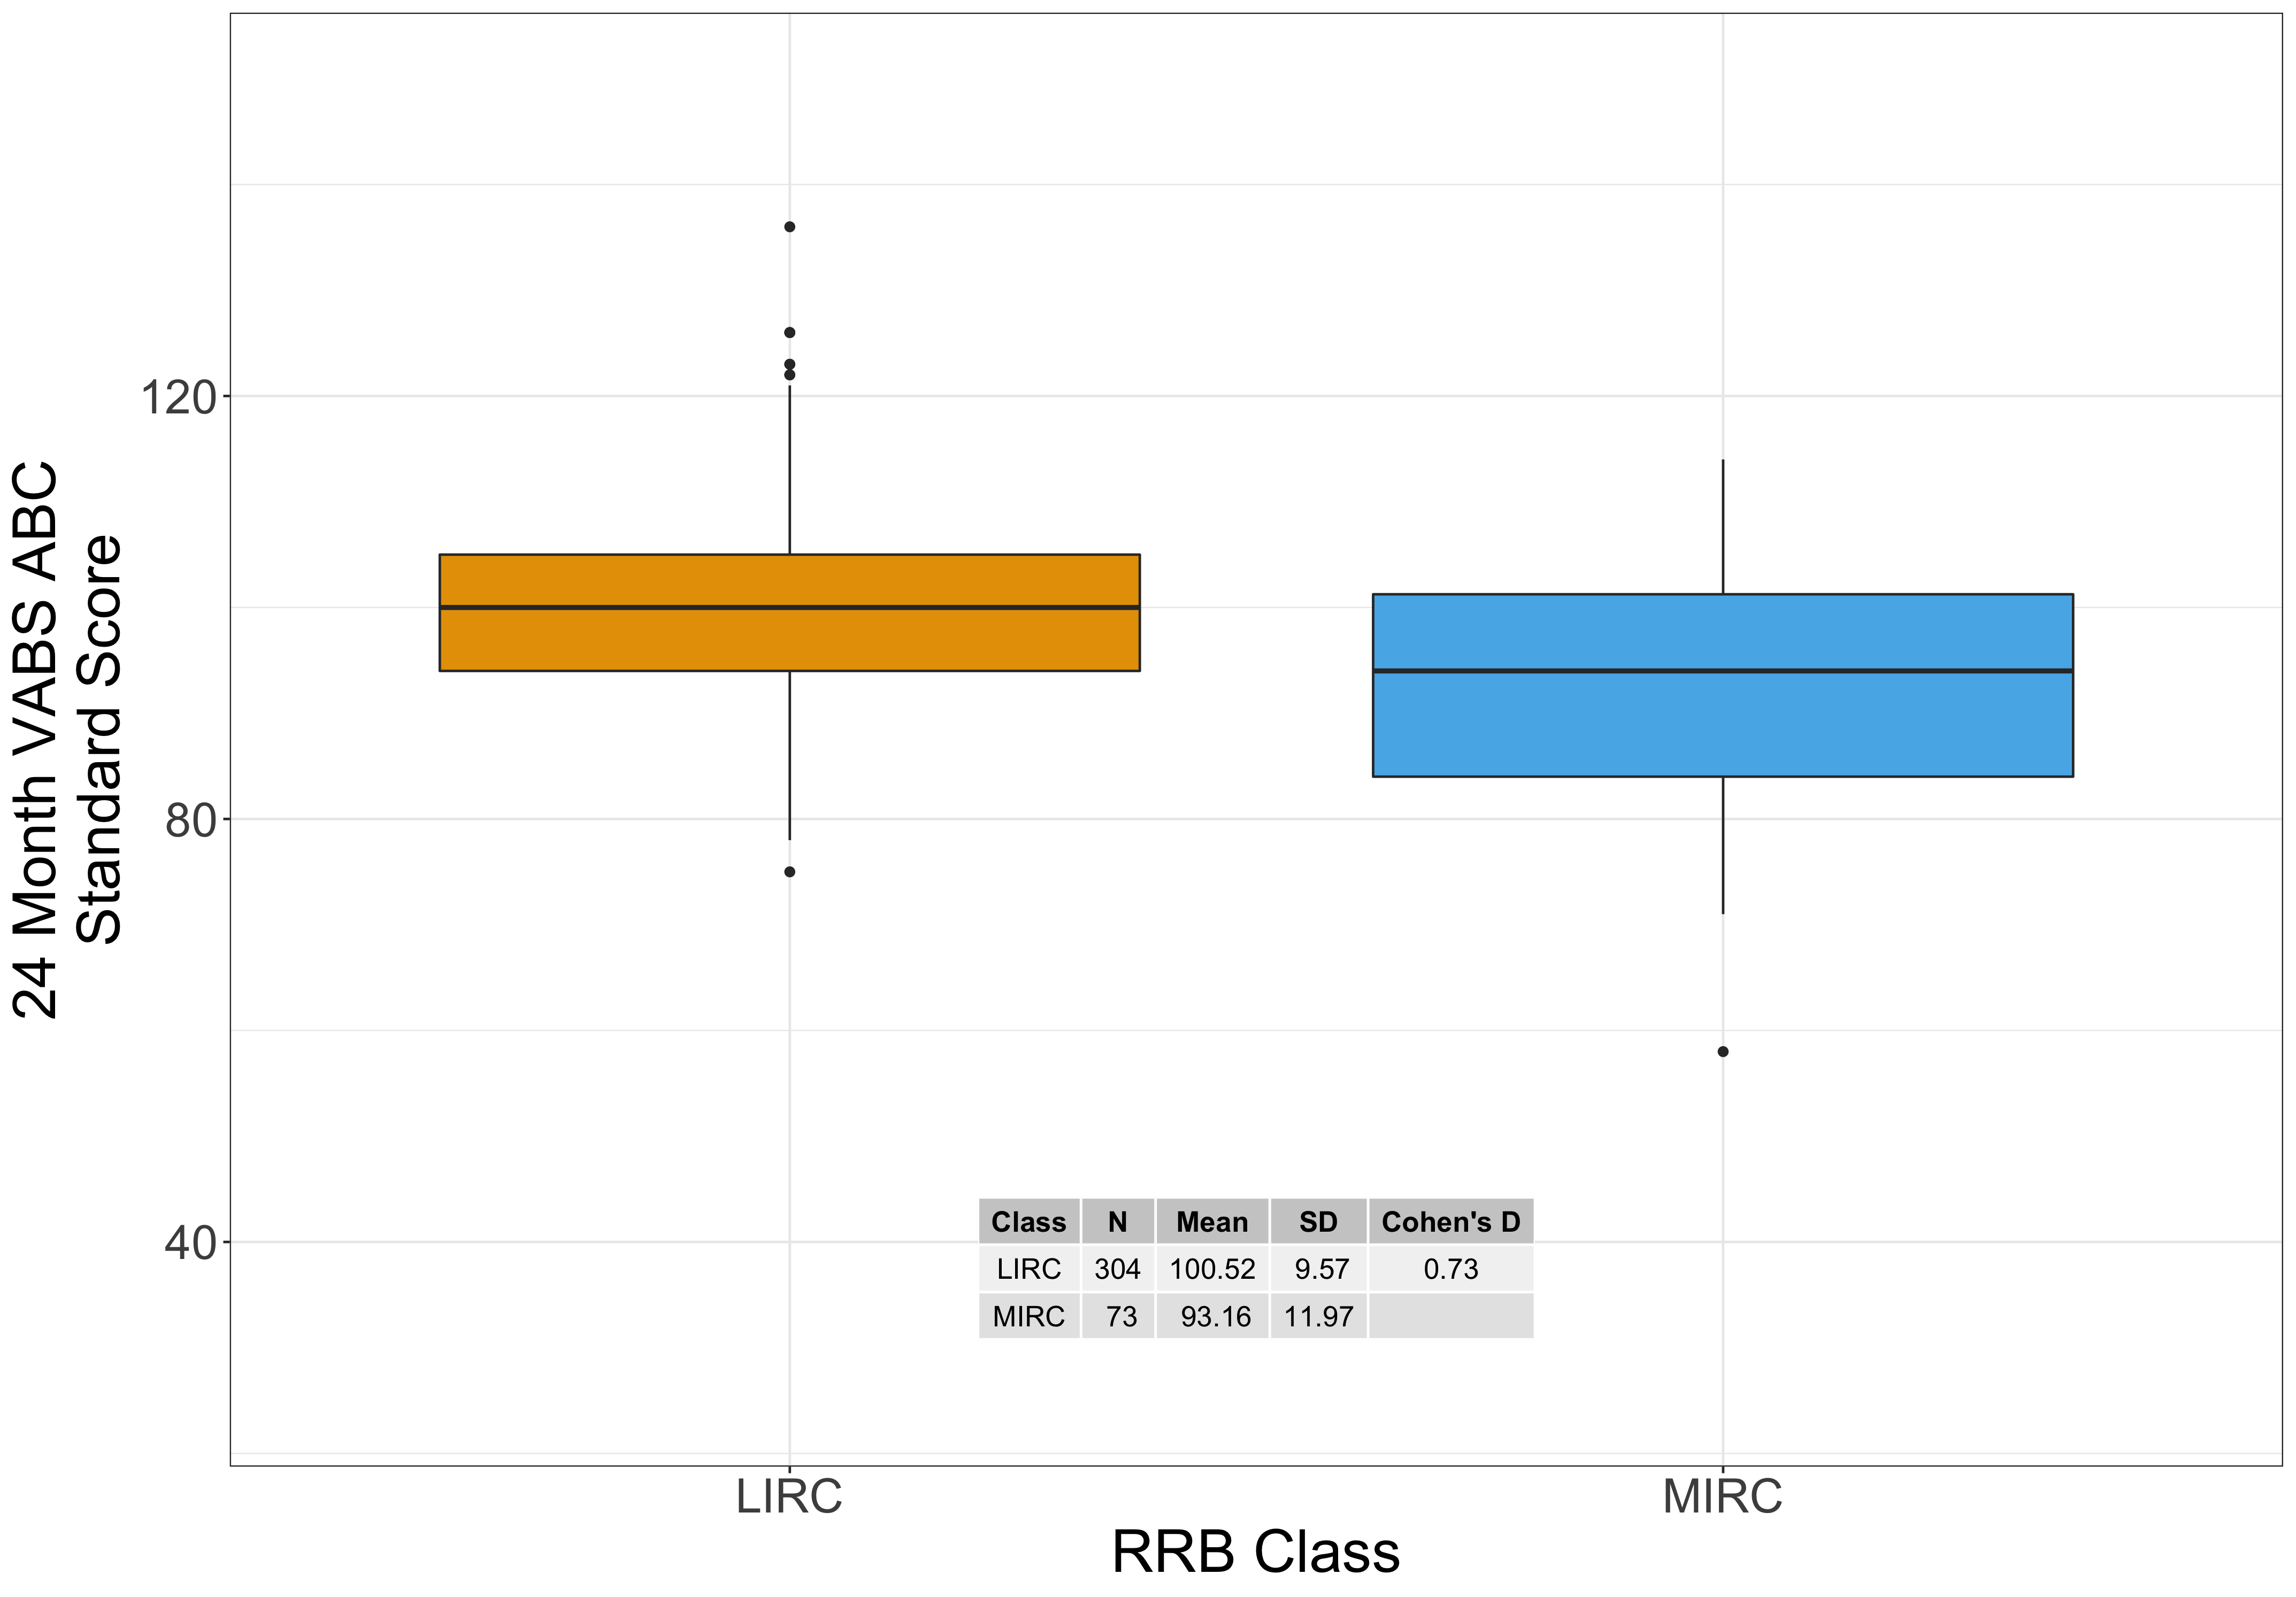 24 Month VABS ABC
Standard Score
120
80
40
Class N Mean SD Cohen's D
LIRC 304 100.52 9.57 0.73
MIRC 73 93.16 11.97
LIRC MIRC
RRB Class